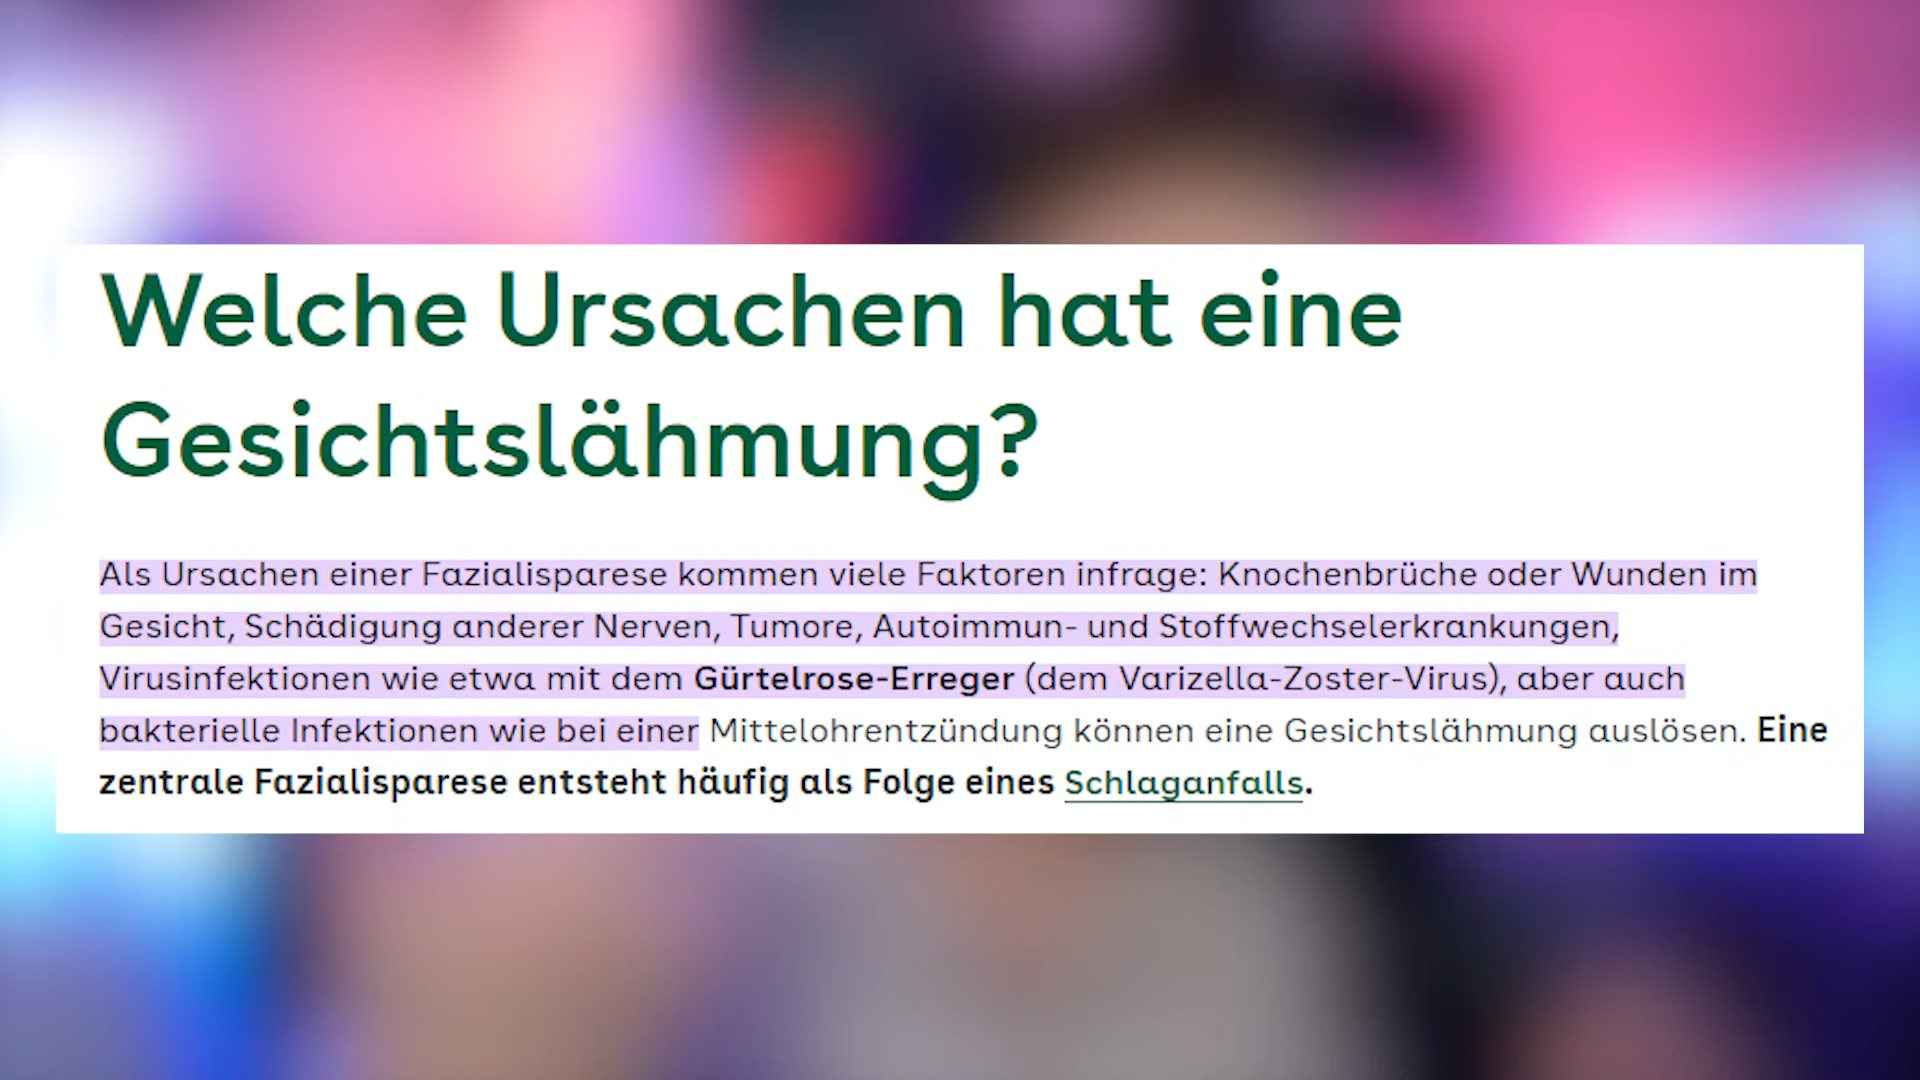 Welche Ursachen hat eine
Gesichtslähmung?
Als Ursachen einer Fazialisparese kommen viele Faktoren infrage: Knochenbrüche oder Wunden im
Gesicht, Schädigung anderer Nerven, Tumore, Autoimmun- und Stoffwechselerkrankungen,
Virusinfektionen wie etwa mit dem Gürtelrose-Erreger (dem Varizella-Zoster-Virus), aber auch
bakterielle Infektionen wie bei einer Mittelohrentzündung können eine Gesichtslähmung auslösen. Eine
zentrale Fazialisparese entsteht häufig als Folge eines Schlaganfalls.